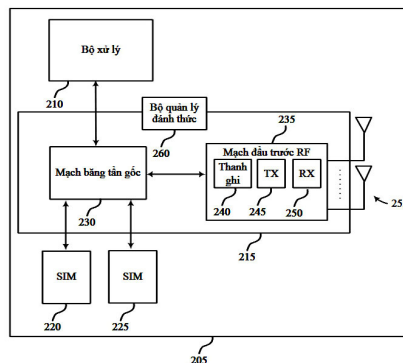 Bộ xử lý
210
Bộ quản lý
đánh thức
260
235
Mạch băng tần gốc
230
Mạch đầu trước RF
Thanh
ghi
TX
RX
240
245
250
25
215
SIM
SIM
220
225
205